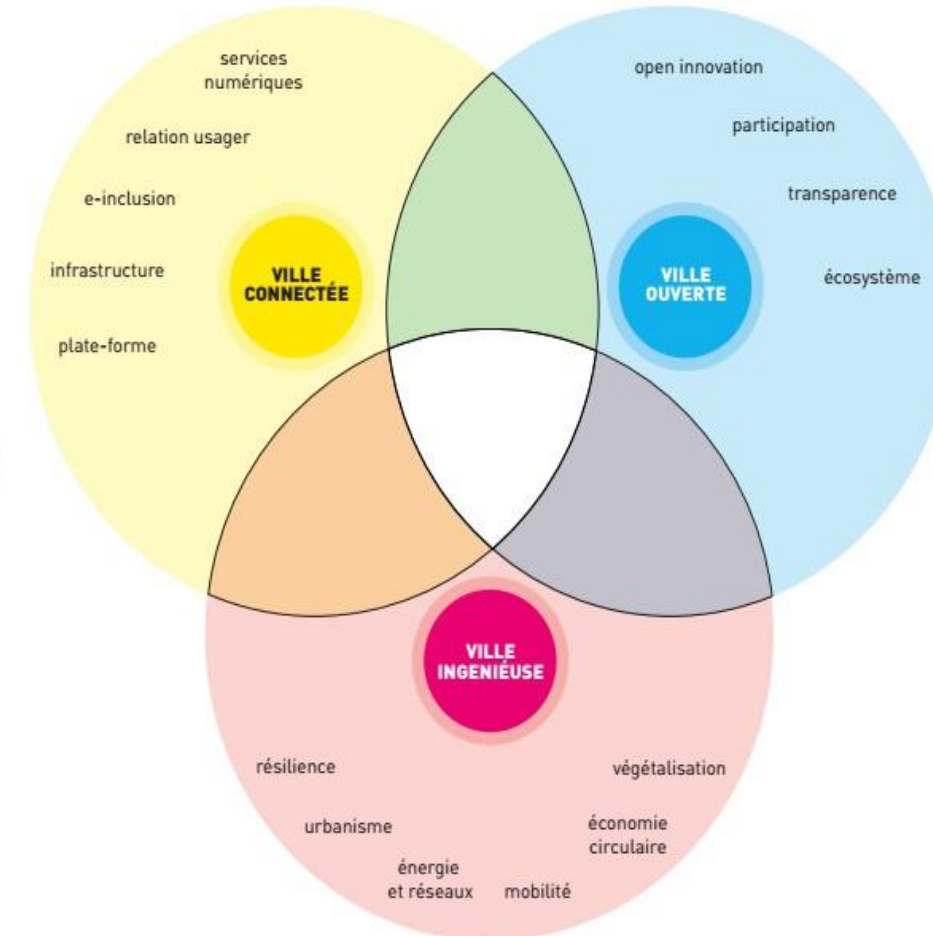 services
numériques
relation usager
e-inclusion
infrastructure
plate-forme
VILLE
CONNECTÉE
open innovation
participation
transparence
écosystème
VILLE
OUVERTE
VILLE
INGENIÉUSE
résilience
urbanisme
énergie
et réseaux
mobilité
économie
circulaire
végétalisation